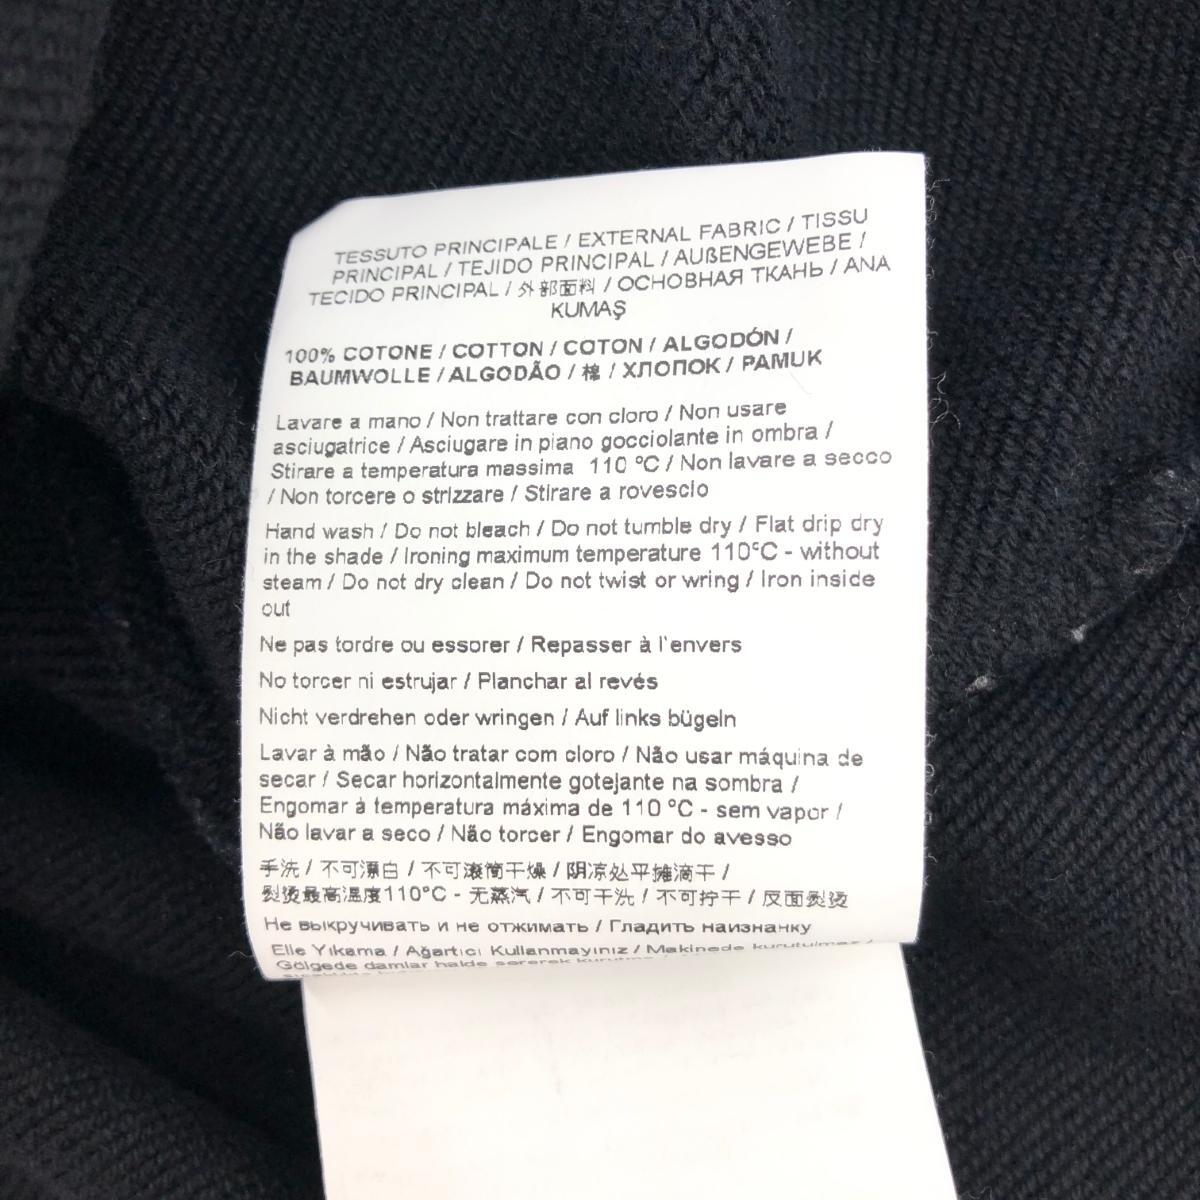 TESSUTO PRINCIPALE / EXTERNAL FABRIC / TISSU
PRINCIPAL / TEJIDO PRINCIPAL / AUßENGEWEBE /
TECIDO PRINCIPAL / 外部面料 / ОСНОВНАЯ ТКАНЬ / ANA
KUMAŞ
100% COTONE / COTTON / COTON / ALGODÓN /
BAUMWOLLE / ALGODÃO / 棉 / ХЛОПОК / PAMUK
Lavare a mano / Non trattare con cloro / Non usare
asciugatrice / Asciugare in piano gocciolante in ombra /
Stirare a temperatura massima 110 °C / Non lavare a secco
/ Non torcere o strizzare / Stirare a rovescio
Hand wash / Do not bleach / Do not tumble dry / Flat drip dry
in the shade / Ironing maximum temperature 110°C - without
steam / Do not dry clean / Do not twist or wring / Iron inside
out
Ne pas tordre ou essorer / Repasser à l'envers
No torcer ni estrujar / Planchar al revés
Nicht verdrehen oder wringen / Auf links bügeln
Lavar à mão / Não tratar com cloro / Não usar máquina de
secar / Secar horizontalmente gotejante na sombra /
Engomar à temperatura máxima de 110 °C - sem vapor /
Não lavar a seco / Não torcer / Engomar do avesso
手洗 / 不可漂白 / 不可滚筒干燥 / 阴凉处平摊滴干 /
熨烫最高温度110°C - 无蒸汽 / 不可干洗 / 不可拧干 / 反面熨烫
Не выкручивать и не отжимать / Гладить наизнанку
Elle Yıkama / Ağartıcı Kullanmayınız / Makinede kurutulmaz /
Gölgede damlar halde sererek kurutma